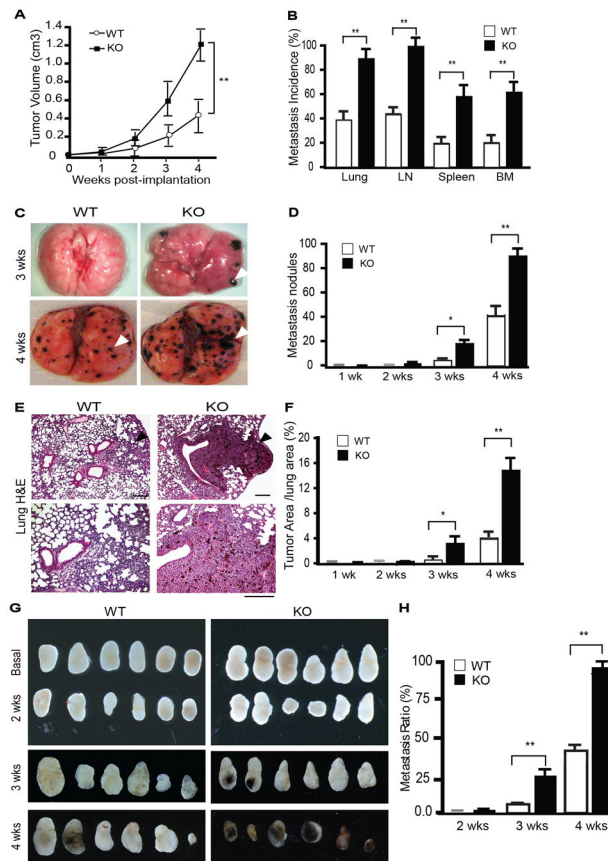 A
Tumor Volume (cm3)
1.4
1.2
1.0
0.8
0.6
0.4
0.2
0
WT
KO
**
0 1 2 3 4
Weeks post-implantation
B
Metastasis Incidence (%)
100
80
60
40
20
0
WT
KO
** ** ** **
Lung LN Spleen BM
C
WT KO
3 wks
4 wks
D
Metastasis nodules
100
80
60
40
20
0
WT
KO
*
**
1 wk 2 wks 3 wks 4 wks
E
WT KO
Lung H&E
F
Tumor Area /lung area (%)
20
16
12
8
4
0
WT
KO
*
**
1 wk 2 wks 3 wks 4 wks
G
WT KO
Basal
2 wks
3 wks
4 wks
H
Metastasis Ratio (%)
100
75
50
25
0.0
WT
KO
**
**
2 wks 3 wks 4 wks